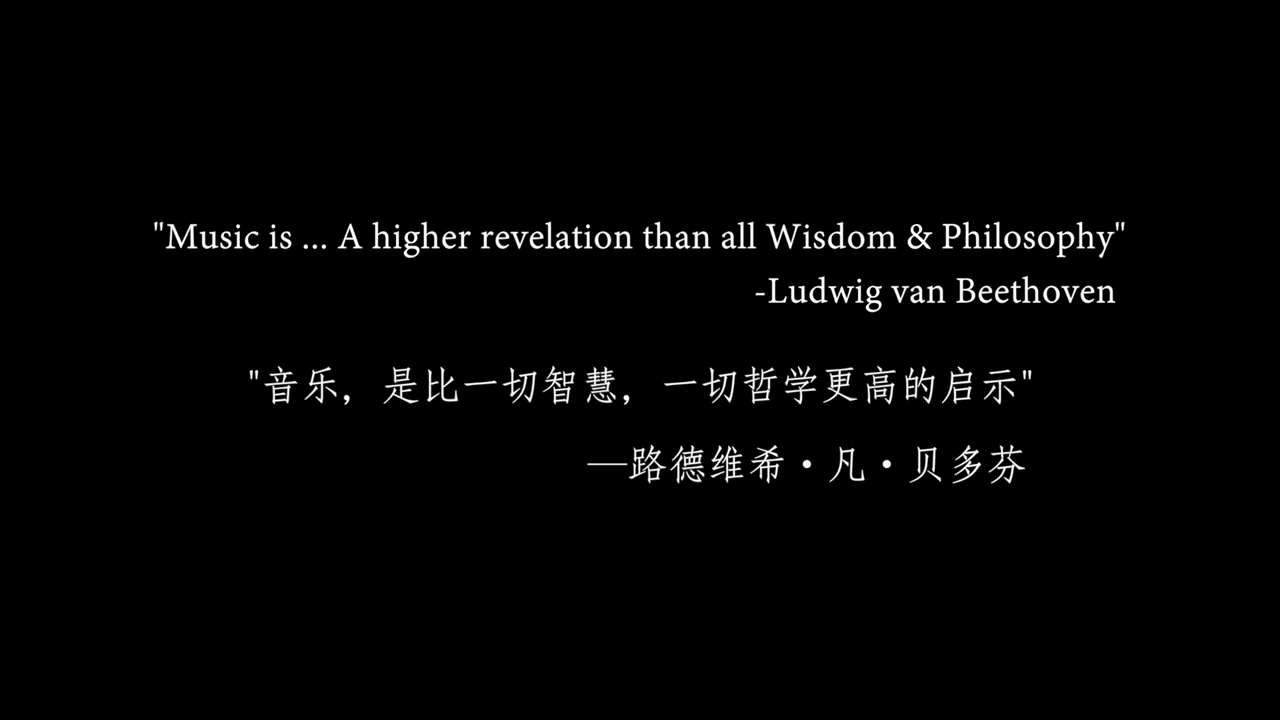 "Music is ... A higher revelation than all Wisdom & Philosophy"
-Ludwig van Beethoven
"音乐，是比一切智慧，一切哲学更高的启示"
—路德维希·凡·贝多芬